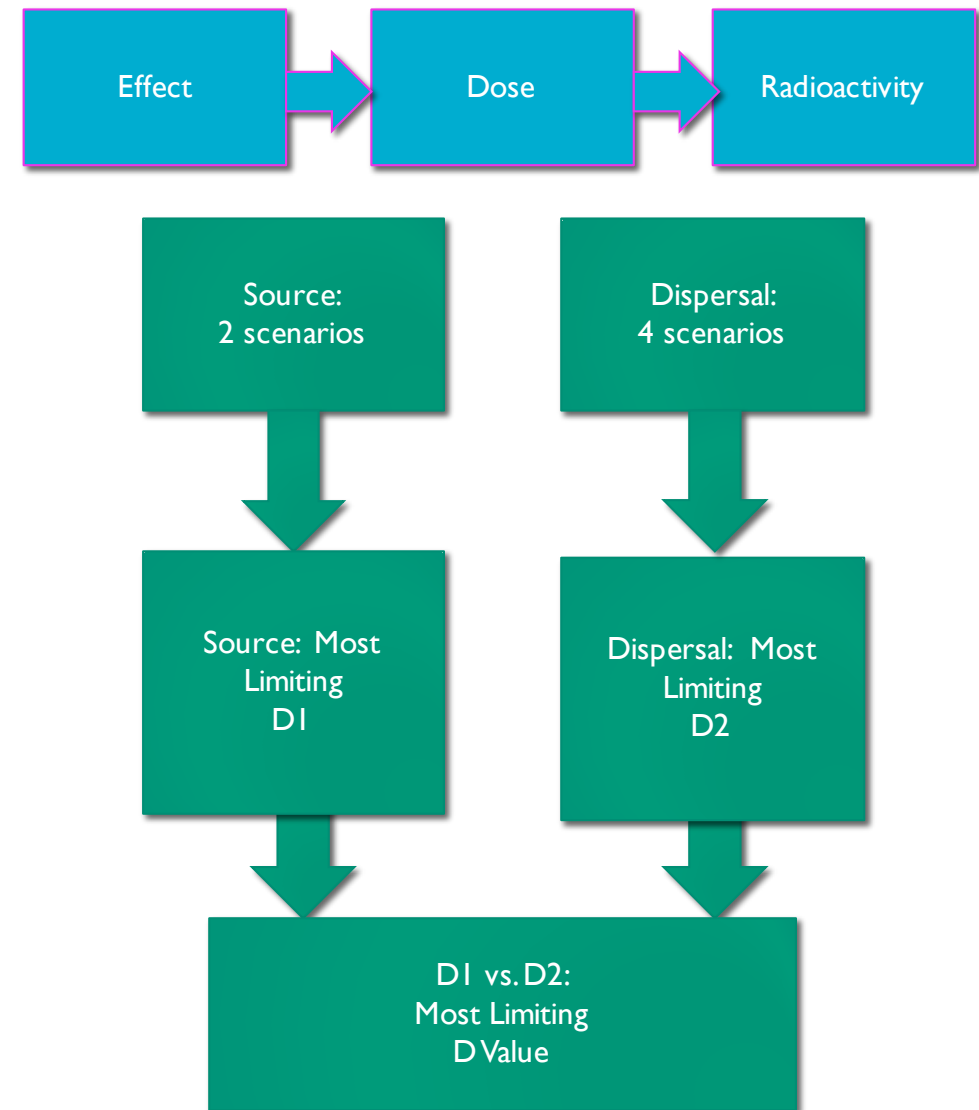 Effect
Dose
Radioactivity
Source:
2 scenarios
Dispersal:
4 scenarios
Source: Most
Limiting
D1
Dispersal: Most
Limiting
D2
D1 vs. D2:
Most Limiting
D Value